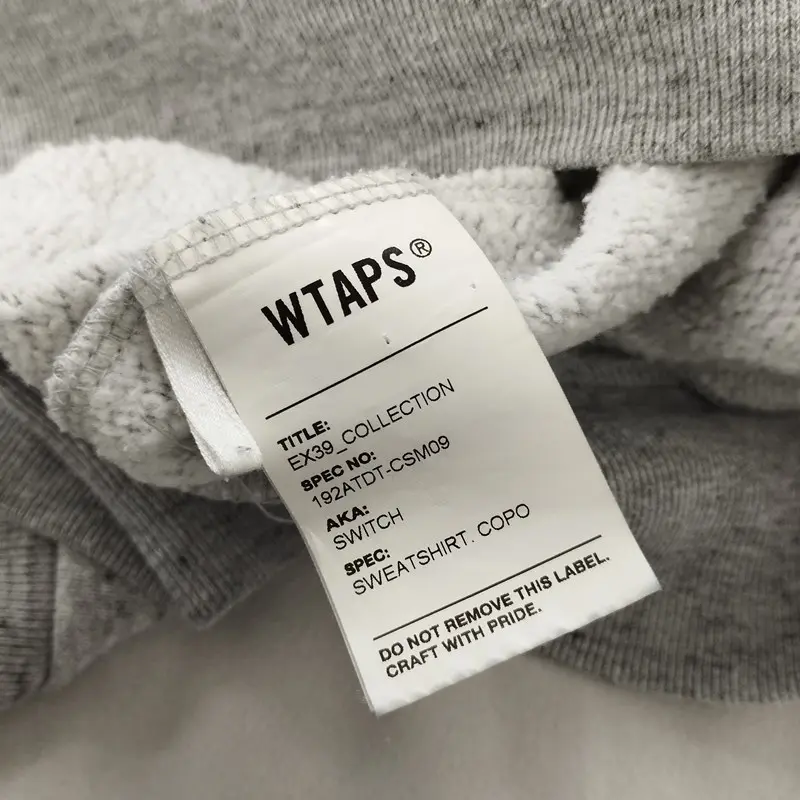 WTAPS®
TITLE:
EX39_COLLECTION
SPEC NO:
192ATDT-CSM09
AKA:
SWITCH
SPEC:
SWEATSHIRT. COPO
DO NOT REMOVE THIS LABEL.
CRAFT WITH PRIDE.